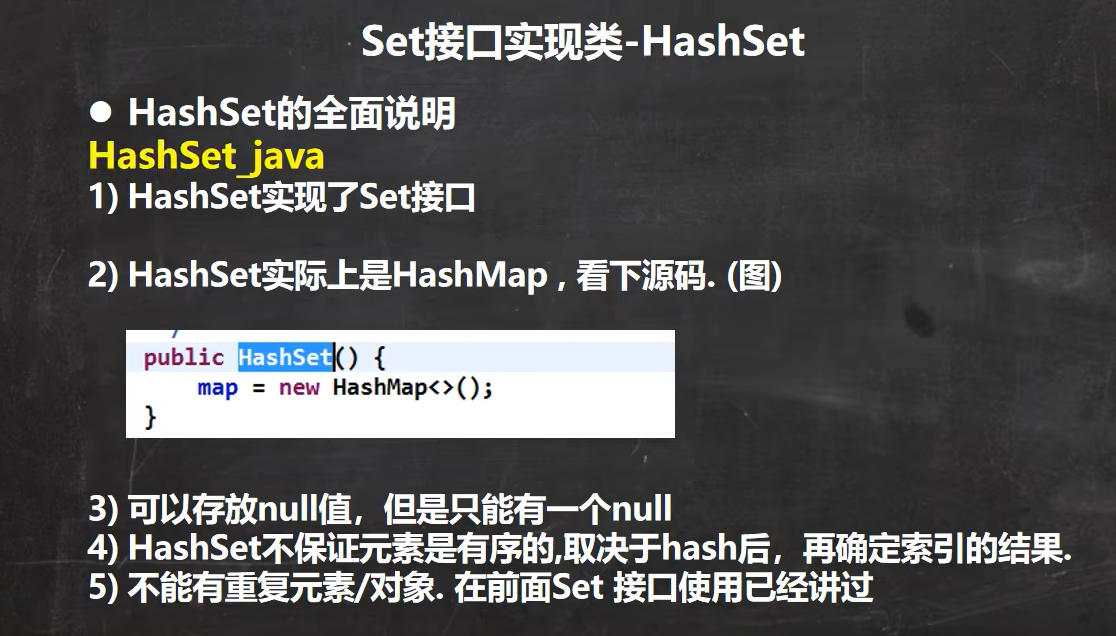 Set接口实现类-HashSet
● HashSet的全面说明
HashSet_java
1) HashSet实现了Set接口
2) HashSet实际上是HashMap , 看下源码. (图)
public HashSet() {
map = new HashMap<>();
}
3) 可以存放null值，但是只能有一个null
4) HashSet不保证元素是有序的,取决于hash后，再确定索引的结果.
5) 不能有重复元素/对象. 在前面Set 接口使用已经讲过